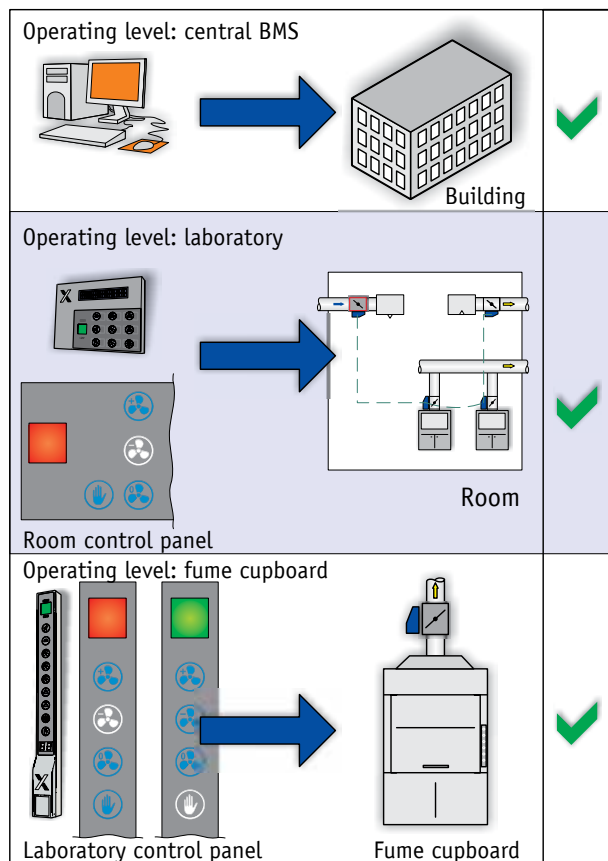 Operating level: central BMS
Building
Operating level: laboratory
Room
Room control panel
Operating level: fume cupboard
Laboratory control panel
Fume cupboard